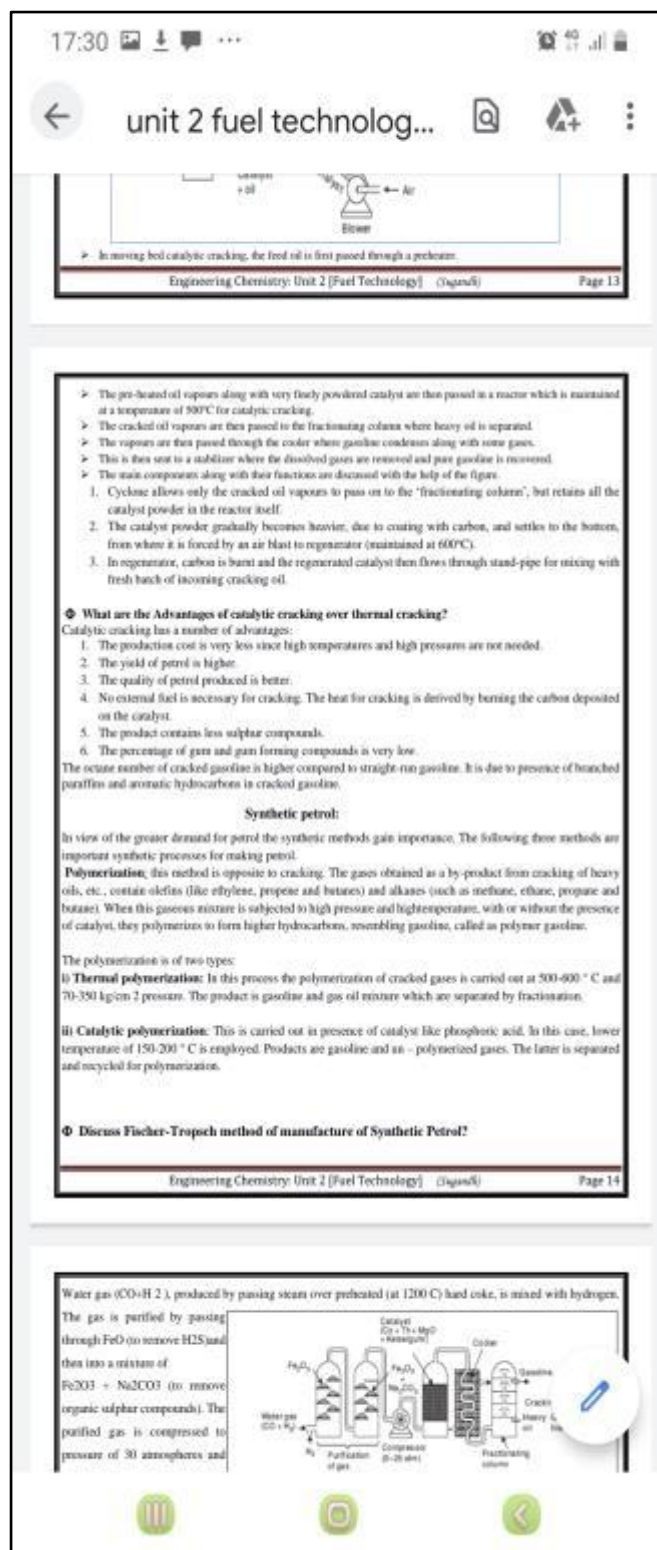 17:30 ...
4G
unit 2 fuel technolog...
Catalyst
+ oil
Air
Blower
➢ In moving bed catalytic cracking, the feed oil is first passed through a preheater.
Engineering Chemistry: Unit 2 [Fuel Technology] (Sugandh) Page 13
➢ The pre-heated oil vapours along with very finely powdered catalyst are then passed in a reactor which is maintained
at a temperature of 500°C for catalytic cracking.
➢ The cracked oil vapours are then passed to the fractionating column where heavy oil is separated.
➢ The vapours are then passed through the cooler where gasoline condenses along with some gases.
➢ This is then sent to a stabilizer where the dissolved gases are removed and pure gasoline is recovered.
➢ The main components along with their functions are discussed with the help of the figure.
1. Cyclone allows only the cracked oil vapours to pass on to the 'fractionating column', but retains all the
catalyst powder in the reactor itself.
2. The catalyst powder gradually becomes heavier, due to coating with carbon, and settles to the bottom,
from where it is forced by an air blast to regenerator (maintained at 600°C).
3. In regenerator, carbon is burnt and the regenerated catalyst then flows through stand-pipe for mixing with
fresh batch of incoming cracking oil.
Φ What are the Advantages of catalytic cracking over thermal cracking?
Catalytic cracking has a number of advantages:
1. The production cost is very less since high temperatures and high pressures are not needed.
2. The yield of petrol is higher.
3. The quality of petrol produced is better.
4. No external fuel is necessary for cracking. The heat for cracking is derived by burning the carbon deposited
on the catalyst.
5. The product contains less sulphur compounds.
6. The percentage of gum and gum forming compounds is very low.
The octane number of cracked gasoline is higher compared to straight-run gasoline. It is due to presence of branched
paraffins and aromatic hydrocarbons in cracked gasoline.
Synthetic petrol:
In view of the greater demand for petrol the synthetic methods gain importance. The following three methods are
important synthetic processes for making petrol.
Polymerization; this method is opposite to cracking. The gases obtained as a by-product from cracking of heavy
oils, etc., contain olefins (like ethylene, propene and butanes) and alkanes (such as methane, ethane, propane and
butane). When this gaseous mixture is subjected to high pressure and hightemperature, with or without the presence
of catalyst, they polymerizes to form higher hydrocarbons, resembling gasoline, called as polymer gasoline.
The polymerization is of two types:
i) Thermal polymerization: In this process the polymerization of cracked gases is carried out at 500-600 ° C and
70-350 kg/cm 2 pressure. The product is gasoline and gas oil mixture which are separated by fractionation.
ii) Catalytic polymerization: This is carried out in presence of catalyst like phosphoric acid. In this case, lower
temperature of 150-200 ° C is employed. Products are gasoline and un – polymerized gases. The latter is separated
and recycled for polymerization.
Φ Discuss Fischer-Tropsch method of manufacture of Synthetic Petrol?
Engineering Chemistry: Unit 2 [Fuel Technology] (Sugandh) Page 14
Water gas (CO+H 2 ), produced by passing steam over preheated (at 1200 C) hard coke, is mixed with hydrogen.
The gas is purified by passing
through FeO (to remove H2S)and
then into a mixture of
Fe2O3 + Na2CO3 (to remove
organic sulphur compounds). The
purified gas is compressed to
pressure of 30 atmospheres and
Catalyst
(Co + Th + MgO
+ Keiselguhr)
Cooler
Fe2O3
Fe2O3
+
Na2CO3
Gasoline
Heavy
oil
Water gas
(CO + H2)
H2
Purification
of gas
Compressor
(5–25 atm)
Fractionating
column